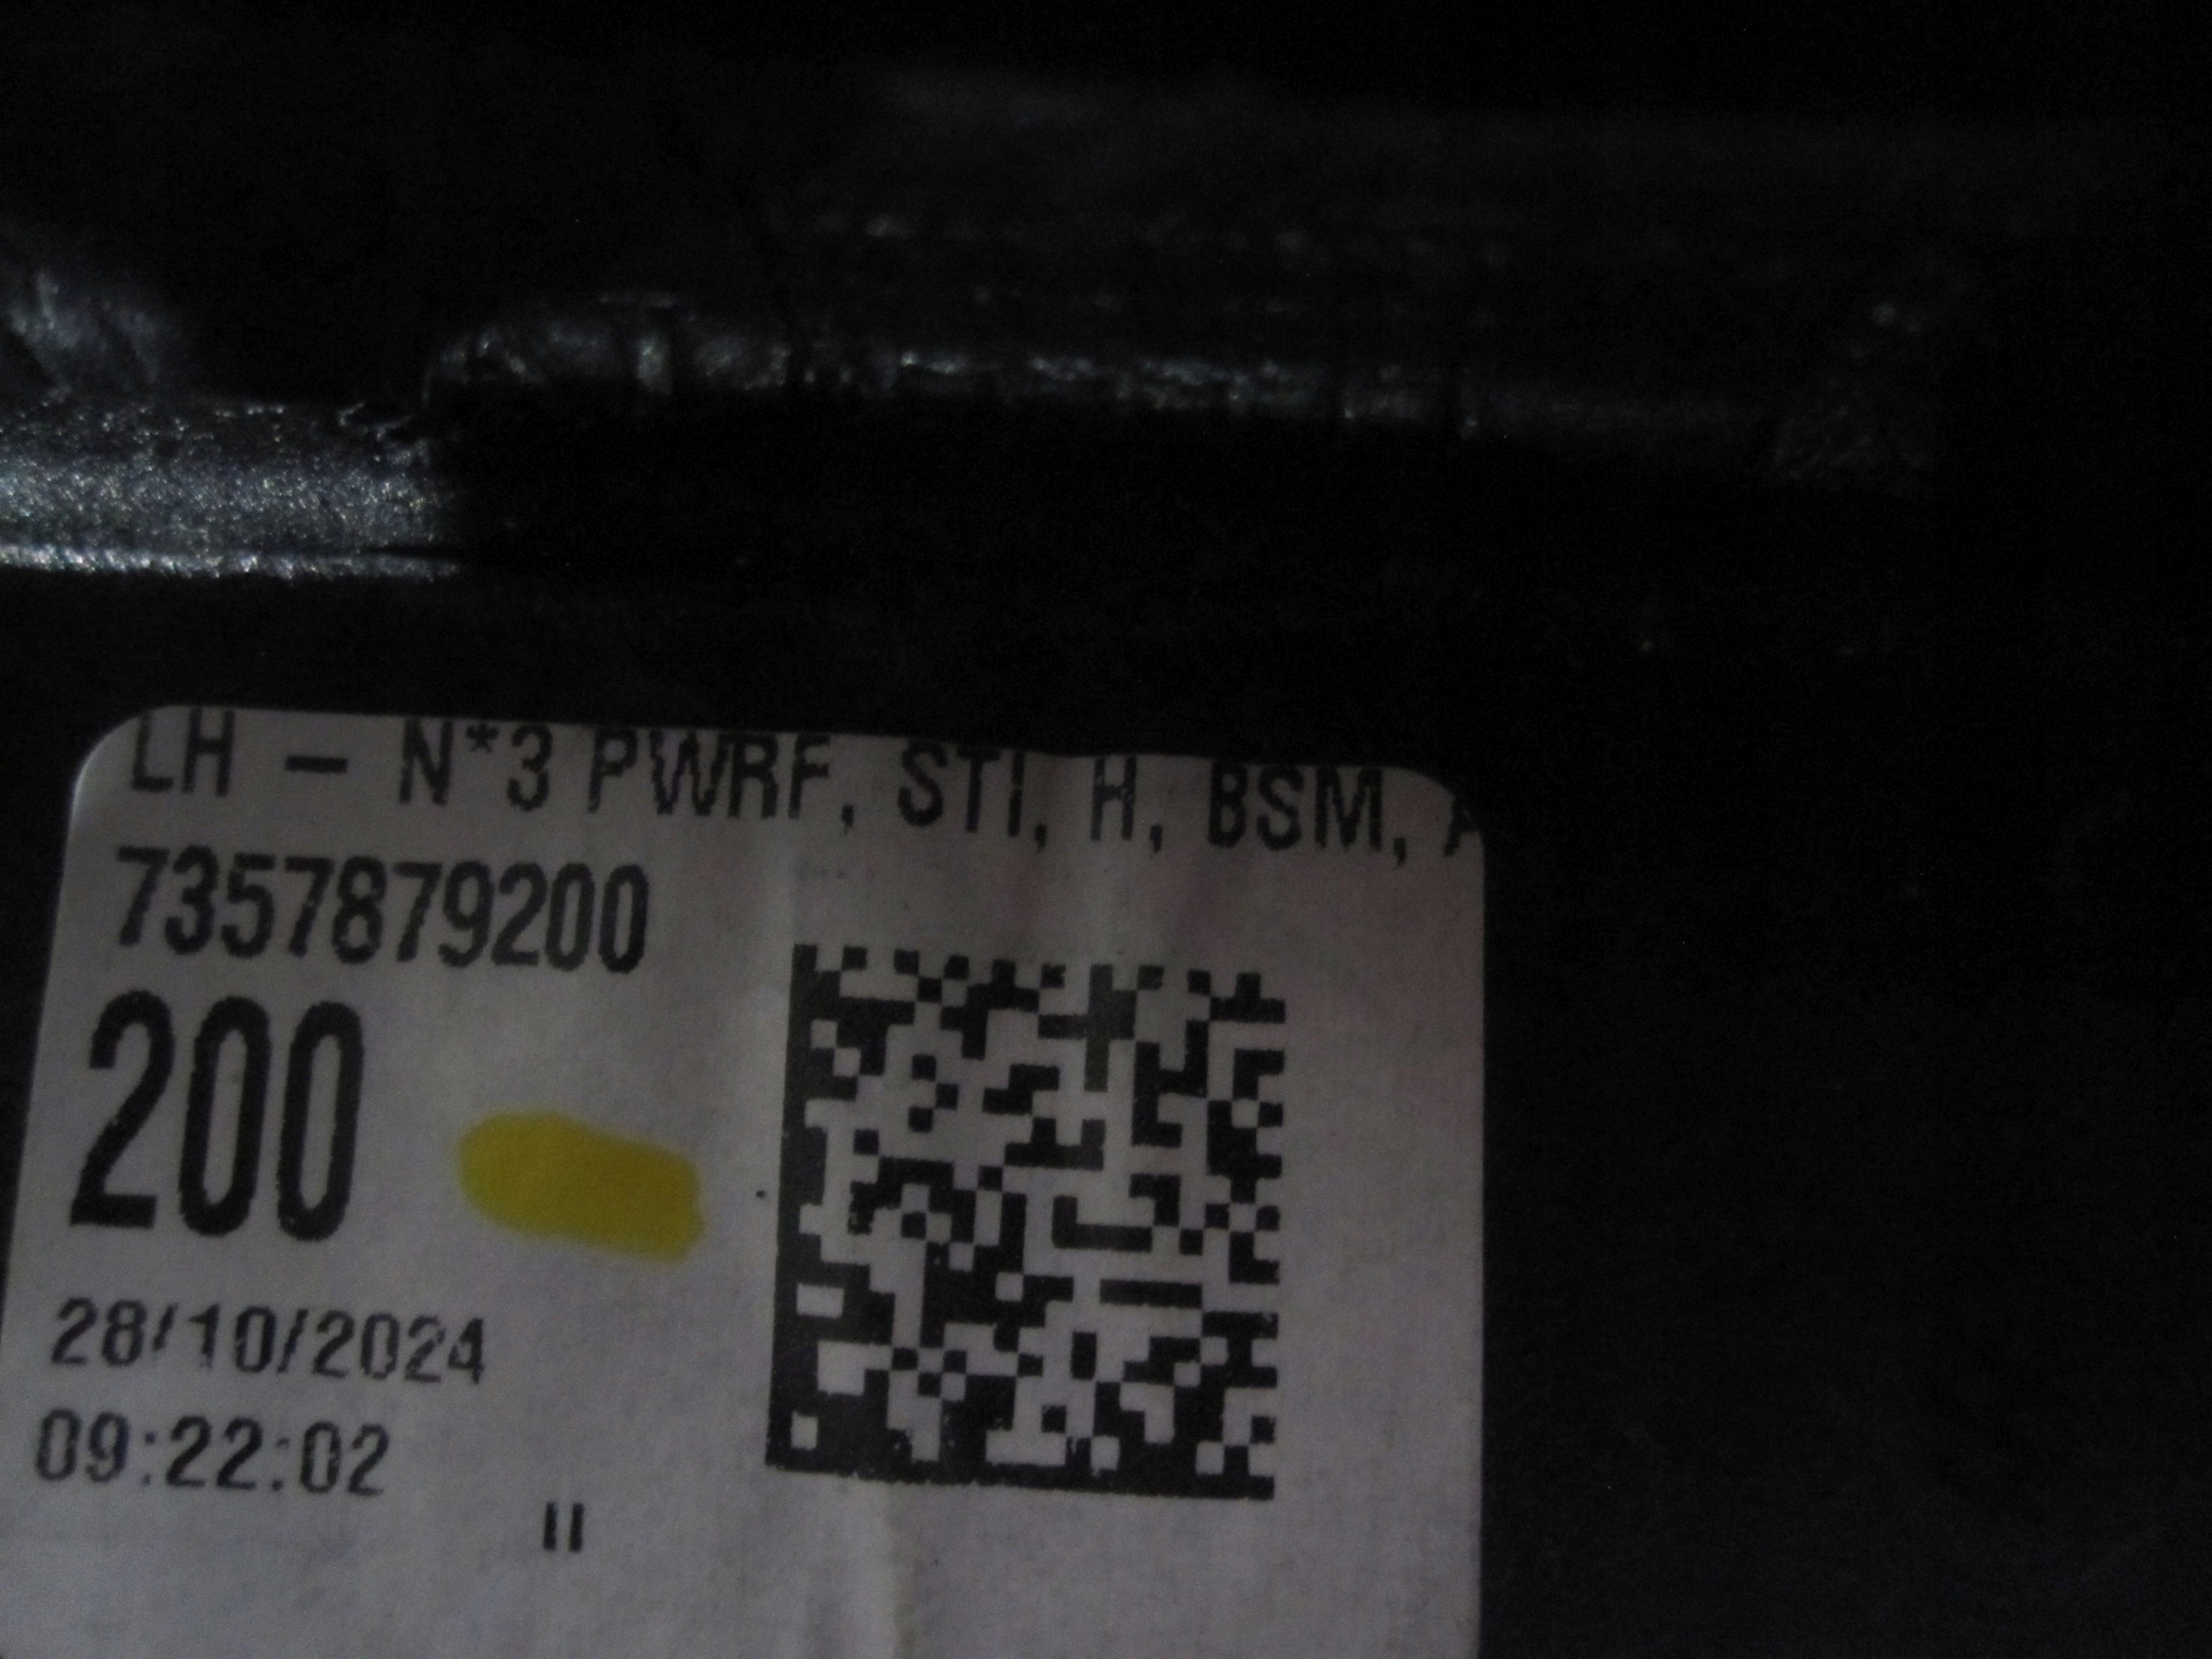 LH – N*3 PWRF, STI, H, BSM, A
7357879200
200
28/10/2024
09:22:02
II